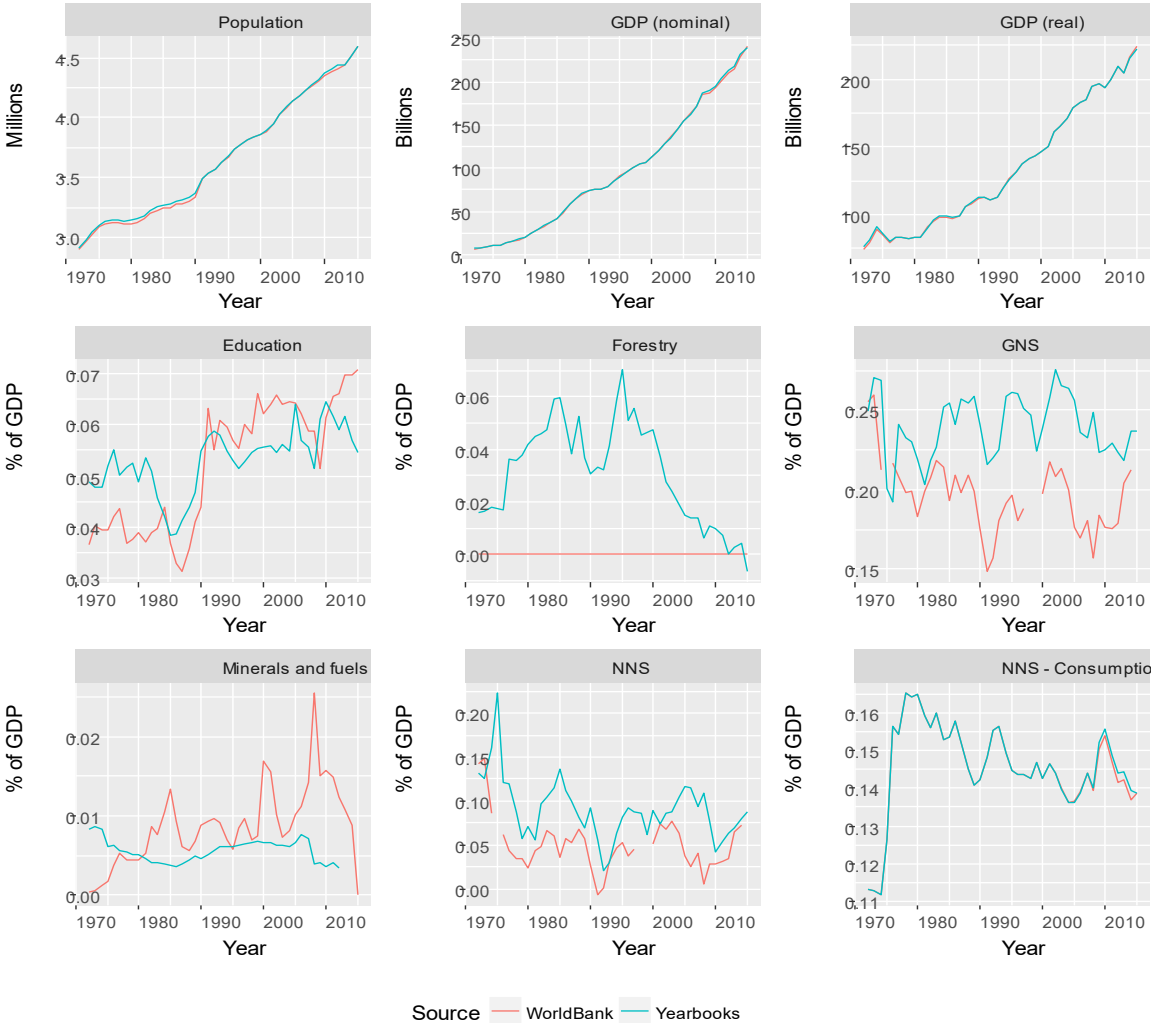 Population
GDP (nominal)
GDP (real)
Millions
4.5
4.0
3.5
3.0
1970 1980 1990 2000 2010
Year
Billions
250
200
150
100
50
0
1970 1980 1990 2000 2010
Year
Billions
200
150
100
1970 1980 1990 2000 2010
Year
Education
Forestry
GNS
% of GDP
0.07
0.06
0.05
0.04
0.03
1970 1980 1990 2000 2010
Year
% of GDP
0.06
0.04
0.02
0.00
1970 1980 1990 2000 2010
Year
% of GDP
0.25
0.20
0.15
1970 1980 1990 2000 2010
Year
Minerals and fuels
NNS
NNS - Consumptio
% of GDP
0.02
0.01
0.00
1970 1980 1990 2000 2010
Year
% of GDP
0.20
0.15
0.10
0.05
0.00
1970 1980 1990 2000 2010
Year
% of GDP
0.16
0.15
0.14
0.13
0.12
0.11
1970 1980 1990 2000 2010
Year
Source WorldBank Yearbooks